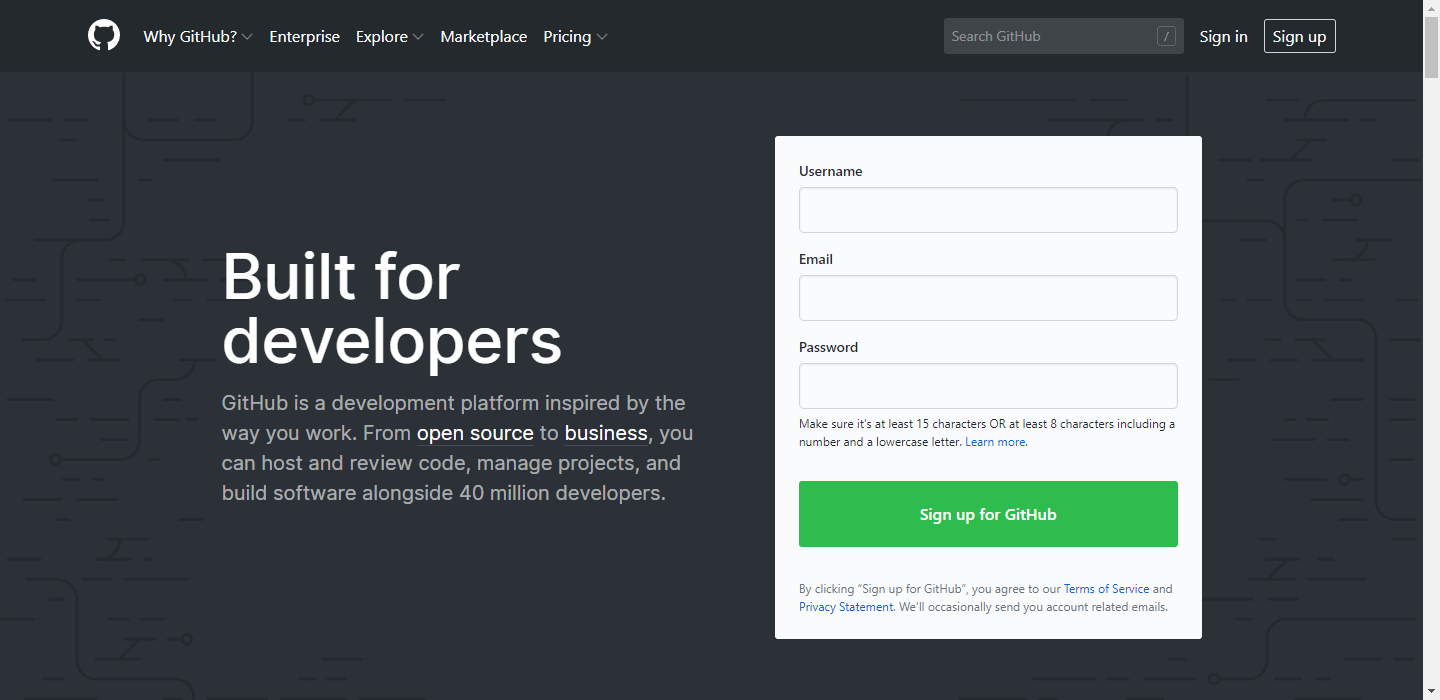 Why GitHub? Enterprise Explore Marketplace Pricing Search GitHub / Sign in Sign up
Built for
developers
GitHub is a development platform inspired by the
way you work. From open source to business, you
can host and review code, manage projects, and
build software alongside 40 million developers.
Username
Email
Password
Make sure it's at least 15 characters OR at least 8 characters including a
number and a lowercase letter. Learn more.
Sign up for GitHub
By clicking “Sign up for GitHub”, you agree to our Terms of Service and
Privacy Statement. We’ll occasionally send you account related emails.